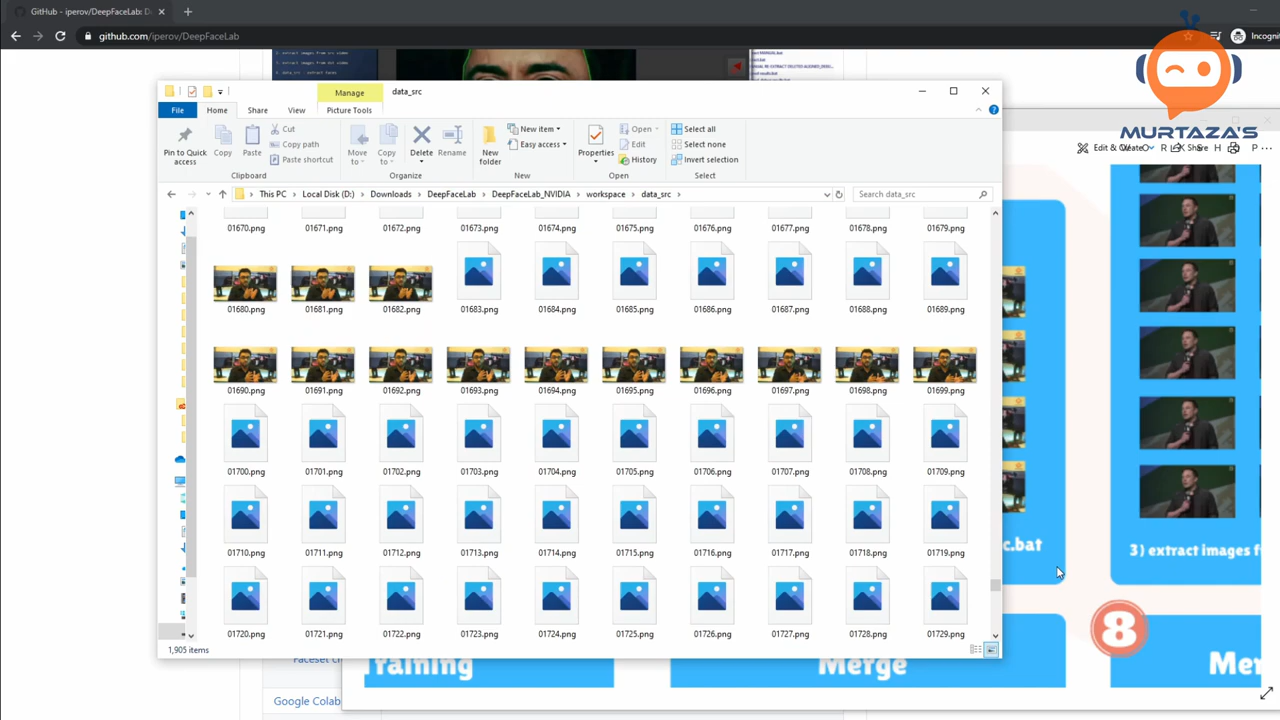 GitHub - iperov/DeepFaceLab: D
github.com/iperov/DeepFaceLab
Incognit
MURTAZA'S
Manage
data_src
File
Home
Share
View
Picture Tools
Pin to Quick access
Copy
Paste
Cut
Copy path
Paste shortcut
Clipboard
Move to
Copy to
Delete
Rename
Organize
New folder
New item
Easy access
New
Properties
Open
Edit
History
Open
Select all
Select none
Invert selection
Select
Edit & Create
Share
This PC > Local Disk (D:) > Downloads > DeepFaceLab > DeepFaceLab_NVIDIA > workspace > data_src >
Search data_src
01670.png 01671.png 01672.png 01673.png 01674.png 01675.png 01676.png 01677.png 01678.png 01679.png
01680.png 01681.png 01682.png 01683.png 01684.png 01685.png 01686.png 01687.png 01688.png 01689.png
01690.png 01691.png 01692.png 01693.png 01694.png 01695.png 01696.png 01697.png 01698.png 01699.png
01700.png 01701.png 01702.png 01703.png 01704.png 01705.png 01706.png 01707.png 01708.png 01709.png
01710.png 01711.png 01712.png 01713.png 01714.png 01715.png 01716.png 01717.png 01718.png 01719.png
01720.png 01721.png 01722.png 01723.png 01724.png 01725.png 01726.png 01727.png 01728.png 01729.png
1,905 items
c.bat
3) extract images f
8
Training
Merge
Mer
Faceset c
Google Colab